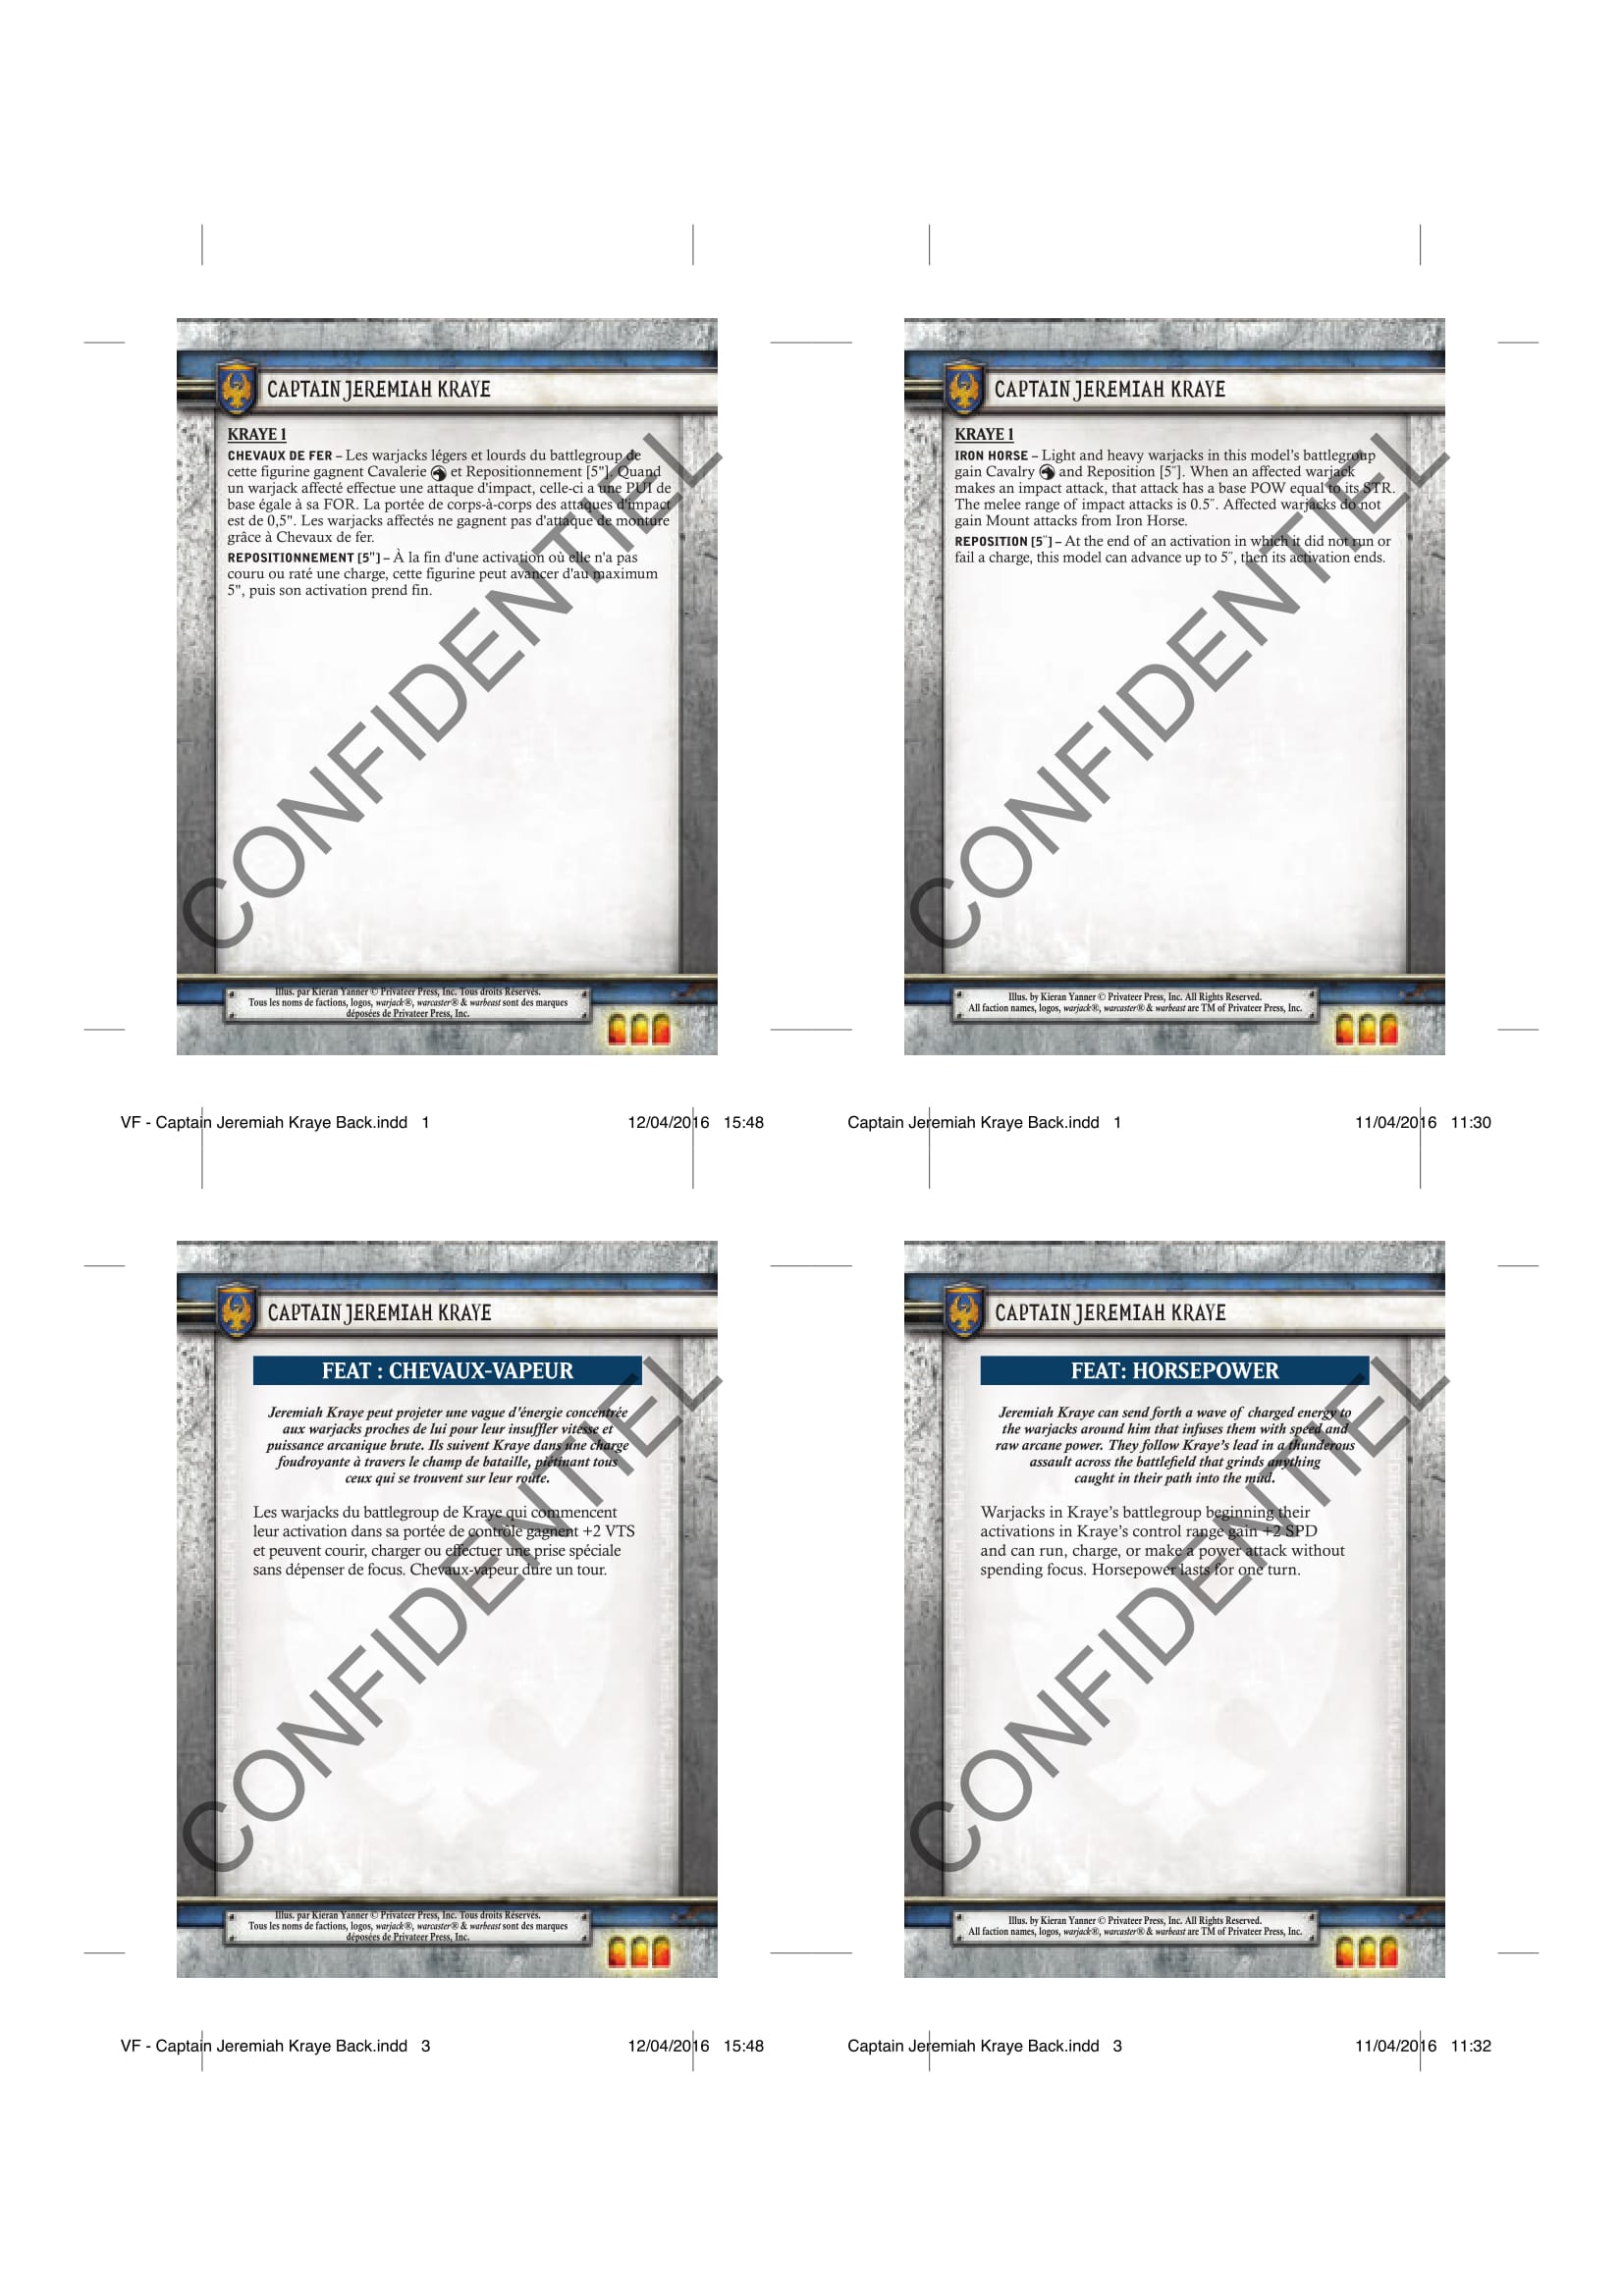 CAPTAIN JEREMIAH KRAYE
KRAYE 1
CHEVAUX DE FER – Les warjacks légers et lourds du battlegroup de
cette figurine gagnent Cavalerie et Repositionnement [5"]. Quand
un warjack affecté effectue une attaque d'impact, celle-ci a une PUI de
base égale à sa FOR. La portée de corps-à-corps des attaques d'impact
est de 0,5". Les warjacks affectés ne gagnent pas d'attaque de monture
grâce à Chevaux de fer.
REPOSITIONNEMENT [5"] – À la fin d'une activation où elle n'a pas
couru ou raté une charge, cette figurine peut avancer d'au maximum
5", puis son activation prend fin.
CONFIDENTIEL
Illus. par Kieran Yanner © Privateer Press, Inc. Tous droits Réservés.
Tous les noms de factions, logos, warjack®, warcaster® & warbeast sont des marques
déposées de Privateer Press, Inc.
VF - Captain Jeremiah Kraye Back.indd 1 12/04/2016 15:48
CAPTAIN JEREMIAH KRAYE
KRAYE 1
IRON HORSE – Light and heavy warjacks in this model's battlegroup
gain Cavalry and Reposition [5˝]. When an affected warjack
makes an impact attack, that attack has a base POW equal to its STR.
The melee range of impact attacks is 0.5˝. Affected warjacks do not
gain Mount attacks from Iron Horse.
REPOSITION [5˝] – At the end of an activation in which it did not run or
fail a charge, this model can advance up to 5˝, then its activation ends.
CONFIDENTIEL
Illus. by Kieran Yanner © Privateer Press, Inc. All Rights Reserved.
All faction names, logos, warjack®, warcaster® & warbeast are TM of Privateer Press, Inc.
Captain Jeremiah Kraye Back.indd 1 11/04/2016 11:30
CAPTAIN JEREMIAH KRAYE
FEAT : CHEVAUX-VAPEUR
Jeremiah Kraye peut projeter une vague d'énergie concentrée
aux warjacks proches de lui pour leur insuffler vitesse et
puissance arcanique brute. Ils suivent Kraye dans une charge
foudroyante à travers le champ de bataille, piétinant tous
ceux qui se trouvent sur leur route.
Les warjacks du battlegroup de Kraye qui commencent
leur activation dans sa portée de contrôle gagnent +2 VTS
et peuvent courir, charger ou effectuer une prise spéciale
sans dépenser de focus. Chevaux-vapeur dure un tour.
CONFIDENTIEL
Illus. par Kieran Yanner © Privateer Press, Inc. Tous droits Réservés.
Tous les noms de factions, logos, warjack®, warcaster® & warbeast sont des marques
déposées de Privateer Press, Inc.
VF - Captain Jeremiah Kraye Back.indd 3 12/04/2016 15:48
CAPTAIN JEREMIAH KRAYE
FEAT: HORSEPOWER
Jeremiah Kraye can send forth a wave of charged energy to
the warjacks around him that infuses them with speed and
raw arcane power. They follow Kraye's lead in a thunderous
assault across the battlefield that grinds anything
caught in their path into the mud.
Warjacks in Kraye's battlegroup beginning their
activations in Kraye's control range gain +2 SPD
and can run, charge, or make a power attack without
spending focus. Horsepower lasts for one turn.
CONFIDENTIEL
Illus. by Kieran Yanner © Privateer Press, Inc. All Rights Reserved.
All faction names, logos, warjack®, warcaster® & warbeast are TM of Privateer Press, Inc.
Captain Jeremiah Kraye Back.indd 3 11/04/2016 11:32